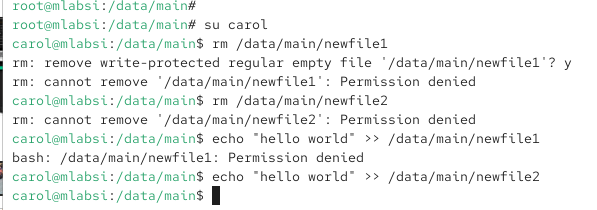 root@mlabsi:/data/main#
root@mlabsi:/data/main# su carol
carol@mlabsi:/data/main$ rm /data/main/newfile1
rm: remove write-protected regular empty file '/data/main/newfile1'? y
rm: cannot remove '/data/main/newfile1': Permission denied
carol@mlabsi:/data/main$ rm /data/main/newfile2
rm: cannot remove '/data/main/newfile2': Permission denied
carol@mlabsi:/data/main$ echo "hello world" >> /data/main/newfile1
bash: /data/main/newfile1: Permission denied
carol@mlabsi:/data/main$ echo "hello world" >> /data/main/newfile2
carol@mlabsi:/data/main$